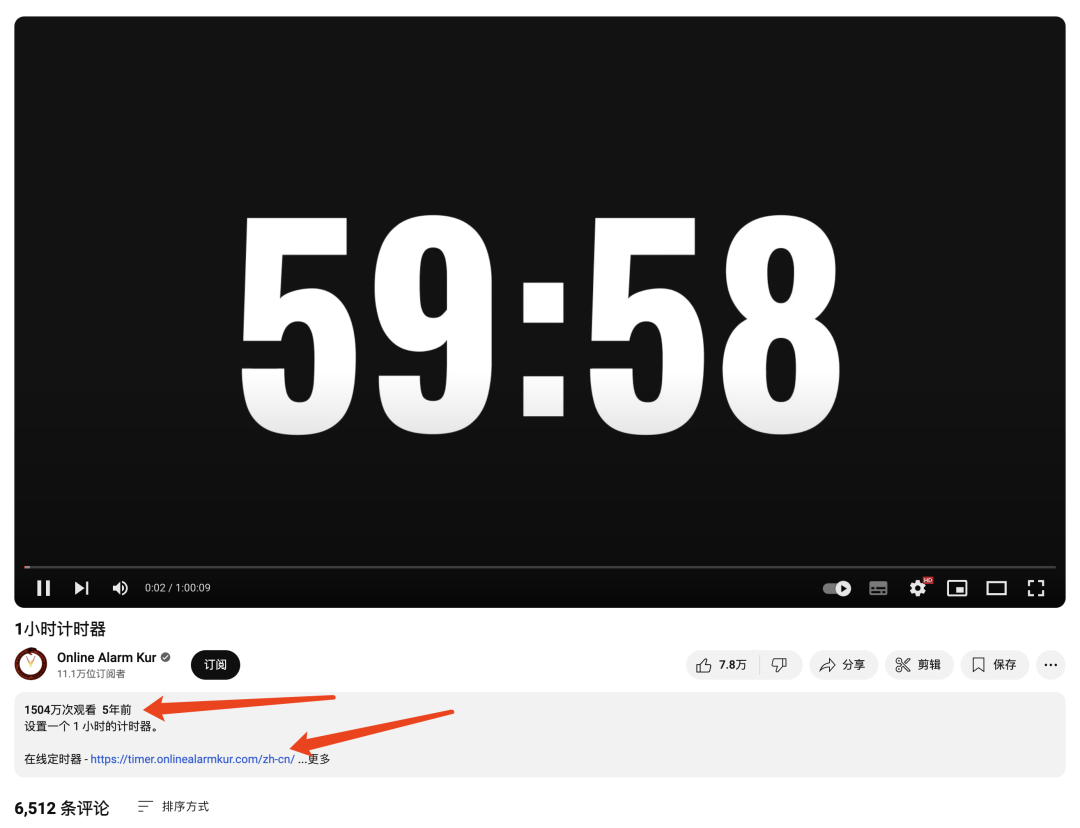 59:58
0:02 / 1:00:09
HD
1小时计时器
Online Alarm Kur
11.1万位订阅者
订阅
7.8万
分享
剪辑
保存
1504万次观看 5年前
设置一个 1 小时的计时器。
在线定时器 - https://timer.onlinealarmkur.com/zh-cn/ ...更多
6,512 条评论
排序方式